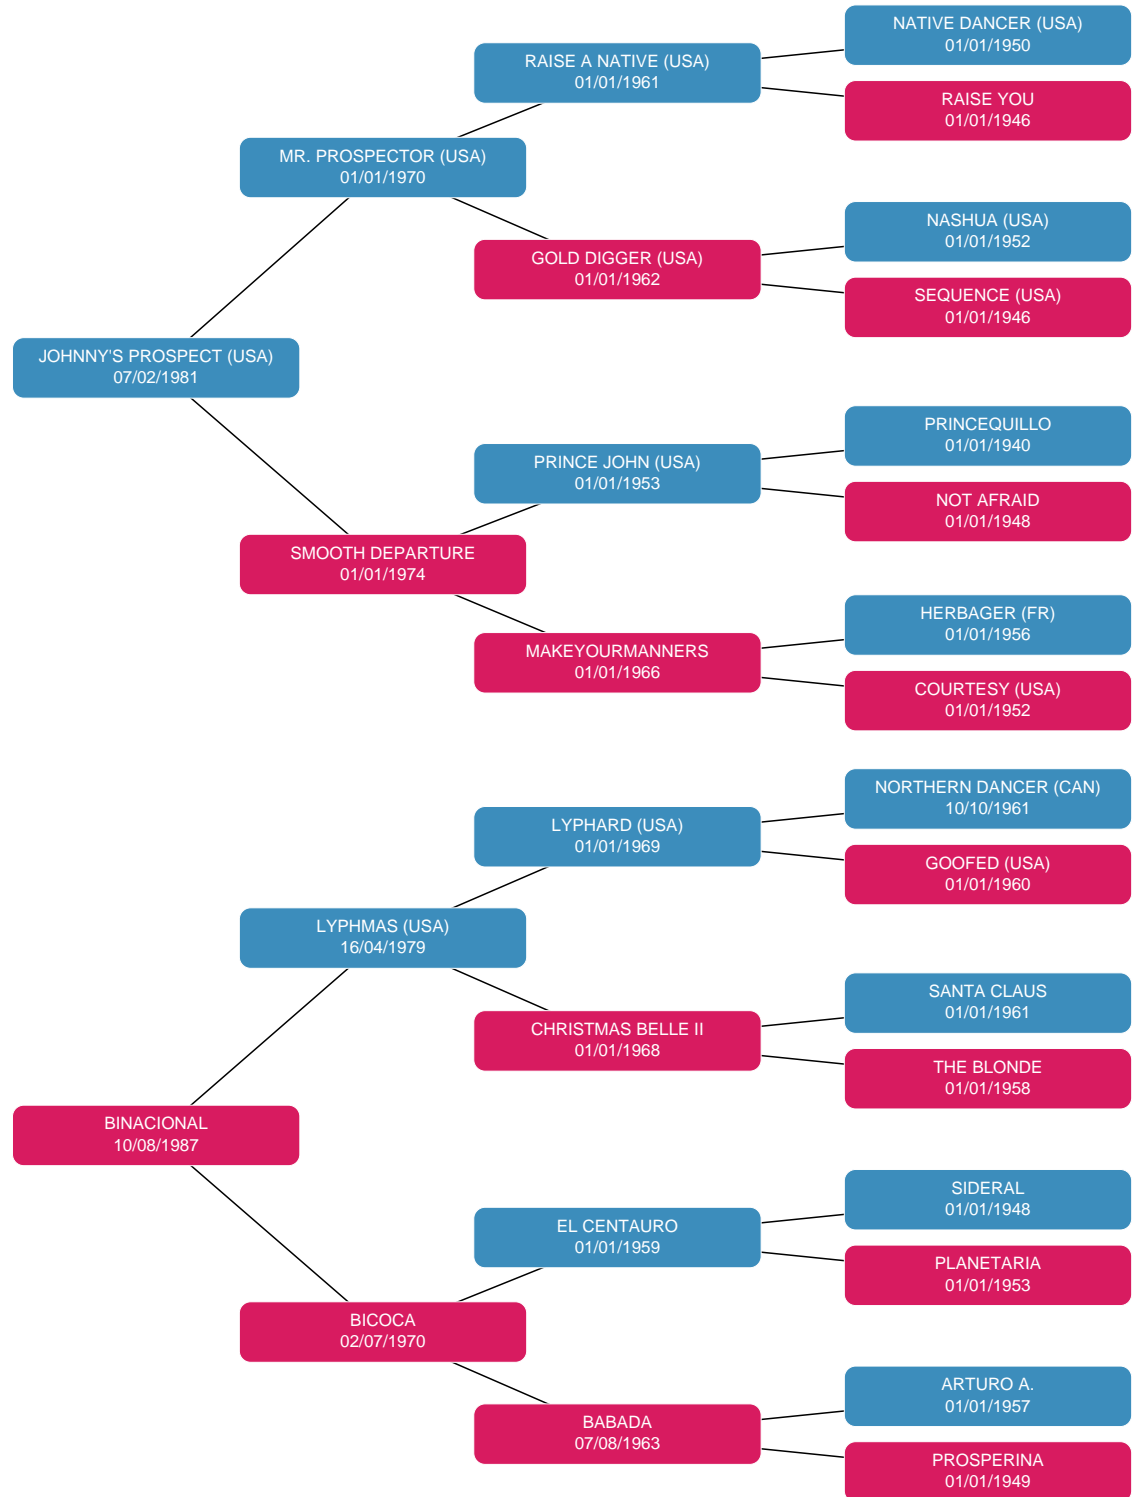 NATIVE DANCER (USA)
01/01/1950
RAISE A NATIVE (USA)
01/01/1961
RAISE YOU
01/01/1946
MR. PROSPECTOR (USA)
01/01/1970
NASHUA (USA)
01/01/1952
GOLD DIGGER (USA)
01/01/1962
SEQUENCE (USA)
01/01/1946
JOHNNY'S PROSPECT (USA)
07/02/1981
PRINCEQUILLO
01/01/1940
PRINCE JOHN (USA)
01/01/1953
NOT AFRAID
01/01/1948
SMOOTH DEPARTURE
01/01/1974
HERBAGER (FR)
01/01/1956
MAKEYOURMANNERS
01/01/1966
COURTESY (USA)
01/01/1952
NORTHERN DANCER (CAN)
10/10/1961
LYPHARD (USA)
01/01/1969
GOOFED (USA)
01/01/1960
LYPHMAS (USA)
16/04/1979
SANTA CLAUS
01/01/1961
CHRISTMAS BELLE II
01/01/1968
THE BLONDE
01/01/1958
BINACIONAL
10/08/1987
SIDERAL
01/01/1948
EL CENTAURO
01/01/1959
PLANETARIA
01/01/1953
BICOCA
02/07/1970
ARTURO A.
01/01/1957
BABADA
07/08/1963
PROSPERINA
01/01/1949